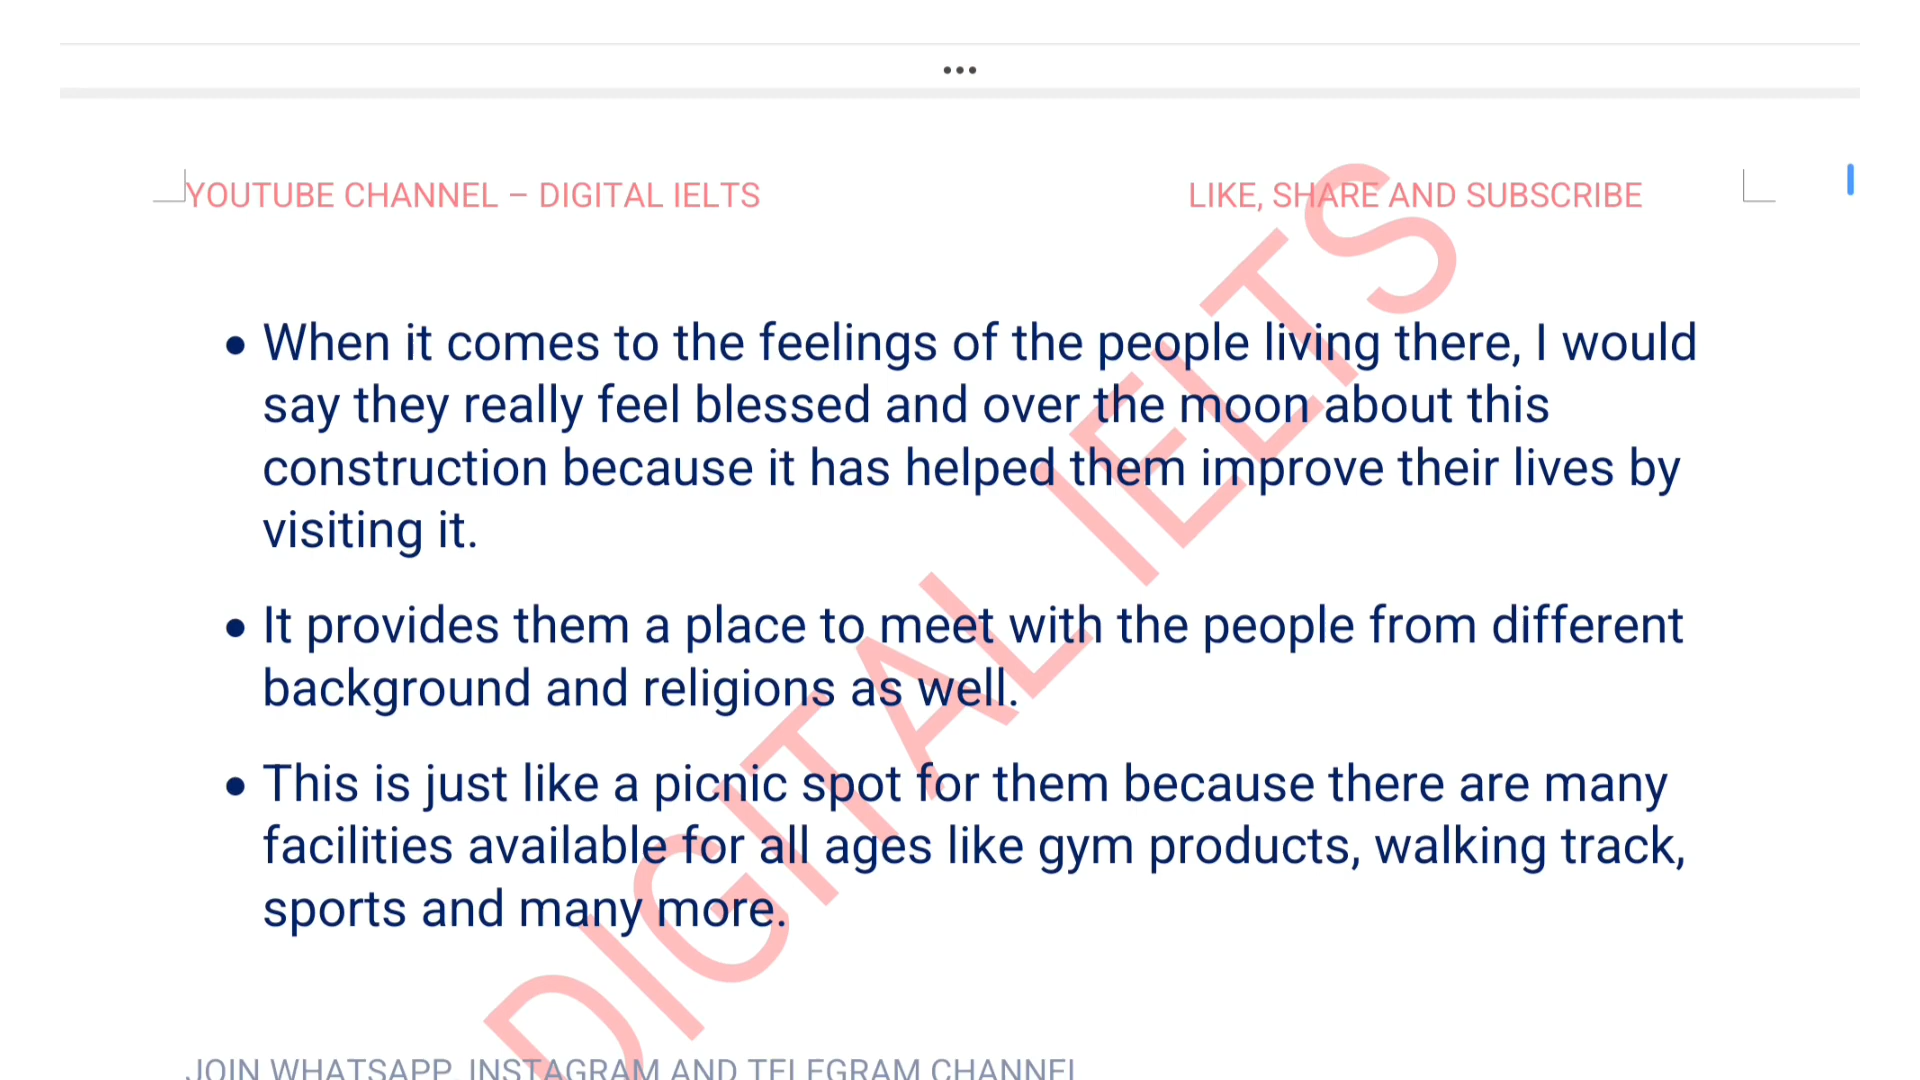 YOUTUBE CHANNEL – DIGITAL IELTS
LIKE, SHARE AND SUBSCRIBE
• When it comes to the feelings of the people living there, I would
say they really feel blessed and over the moon about this
construction because it has helped them improve their lives by
visiting it.
• It provides them a place to meet with the people from different
background and religions as well.
• This is just like a picnic spot for them because there are many
facilities available for all ages like gym products, walking track,
sports and many more.
DIGITAL IELTS
JOIN WHATSAPP, INSTAGRAM AND TELEGRAM CHANNEL